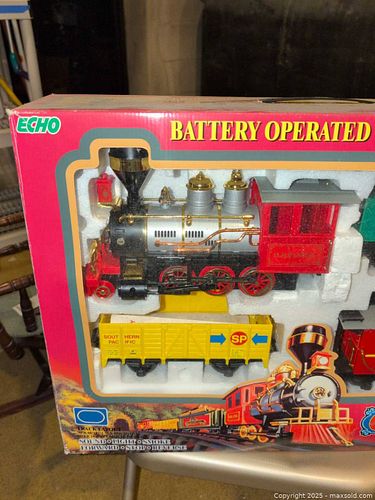 ECHO
BATTERY OPERATED
SOUTHERN
PACIFIC
SP
SOUND • LIGHT • SMOKE
FORWARD • STOP • REVERSE
Copyright 2025 - maxsold.com